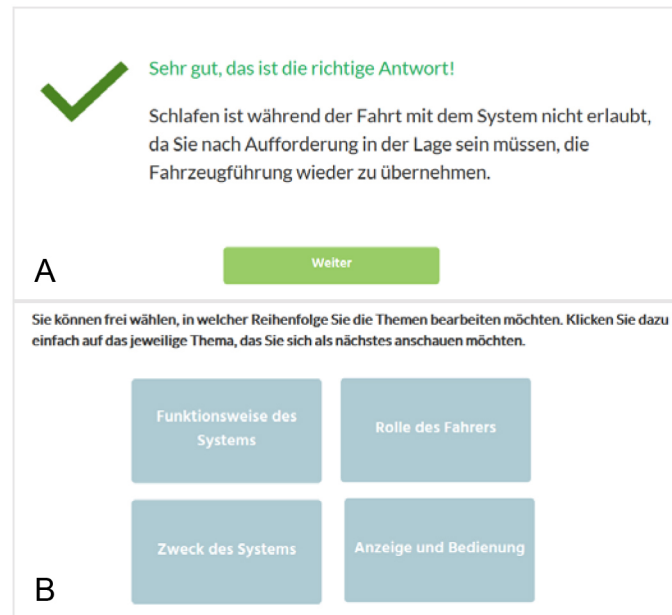 Sehr gut, das ist die richtige Antwort!
Schlafen ist während der Fahrt mit dem System nicht erlaubt,
da Sie nach Aufforderung in der Lage sein müssen, die
Fahrzeugführung wieder zu übernehmen.
A
Weiter
Sie können frei wählen, in welcher Reihenfolge Sie die Themen bearbeiten möchten. Klicken Sie dazu
einfach auf das jeweilige Thema, das Sie sich als nächstes anschauen möchten.
Funktionsweise des
Systems
Rolle des Fahrers
Zweck des Systems
Anzeige und Bedienung
B